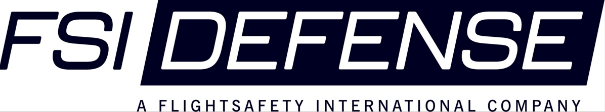 FSI DEFENSE
A FLIGHTSAFETY INTERNATIONAL COMPANY